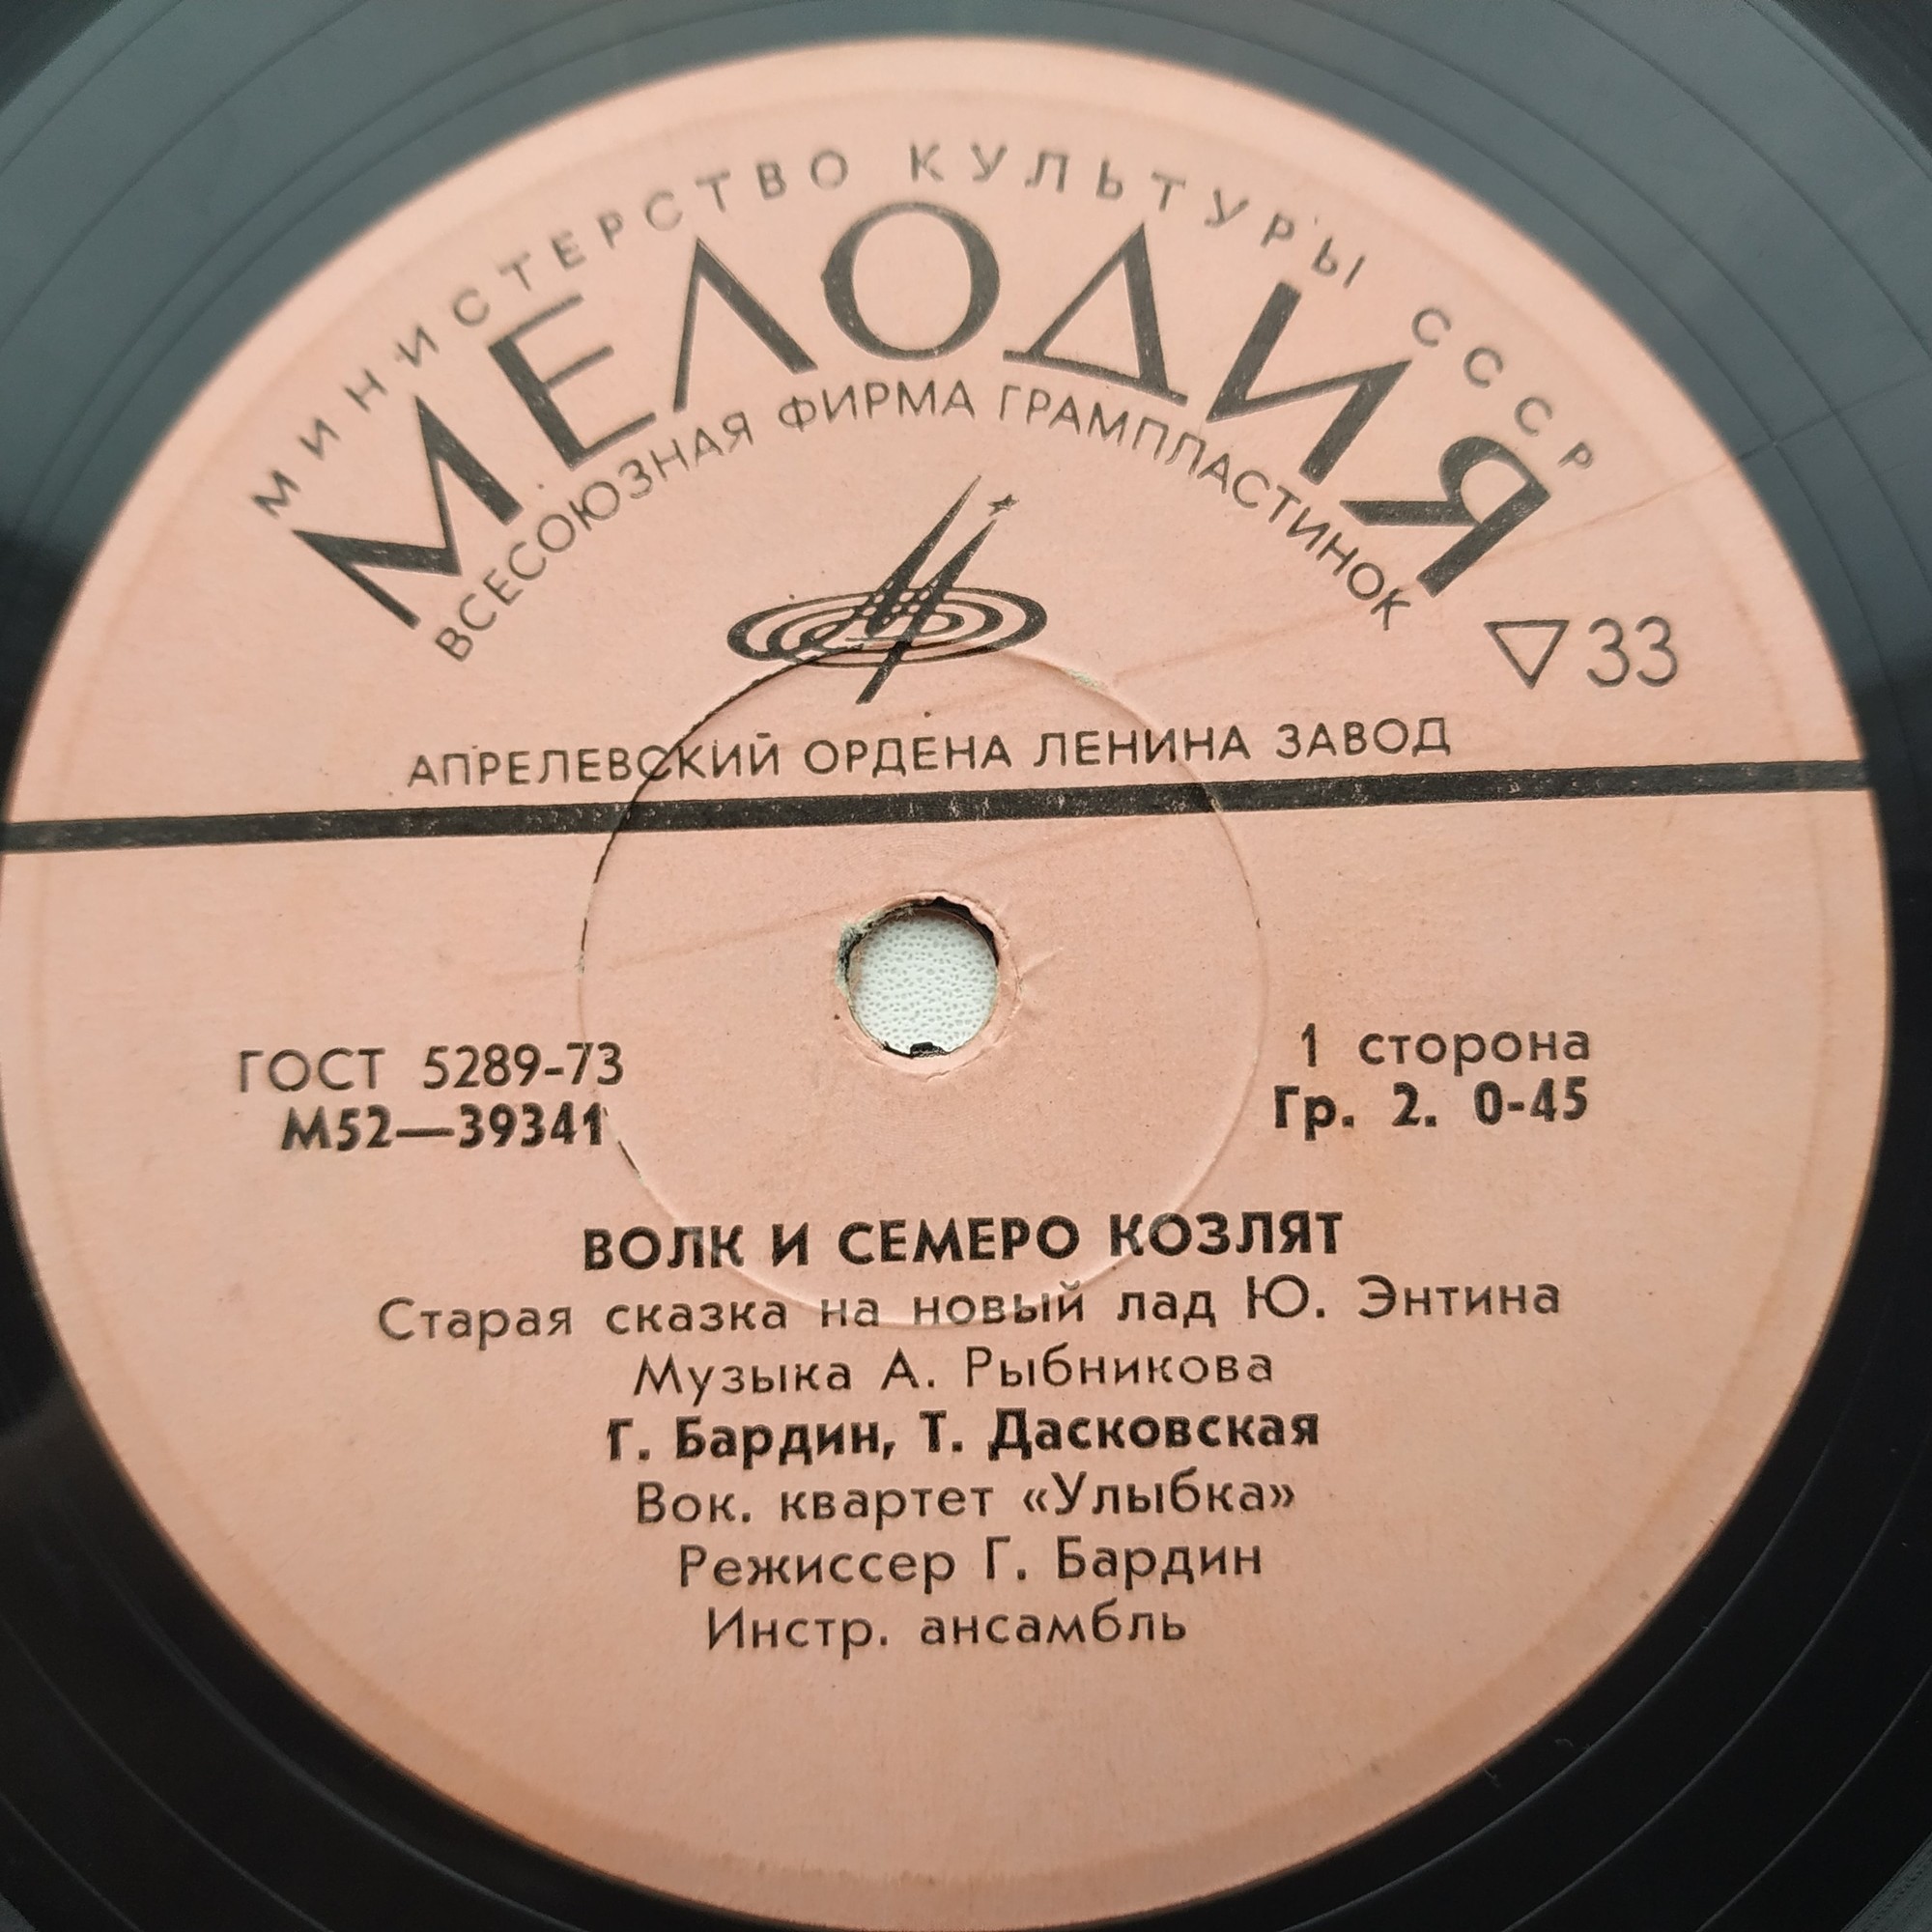 МИНИСТЕРСТВО КУЛЬТУРЫ СССР
МЕЛОДИЯ
ВСЕСОЮЗНАЯ ФИРМА ГРАМПЛАСТИНОК
33
АПРЕЛЕВСКИЙ ОРДЕНА ЛЕНИНА ЗАВОД
ГОСТ 5289-73
М52—39341
1 сторона
Гр. 2. 0-45
ВОЛК И СЕМЕРО КОЗЛЯТ
Старая сказка на новый лад Ю. Энтина
Музыка А. Рыбникова
Г. Бардин, Т. Дасковская
Вок. квартет «Улыбка»
Режиссер Г. Бардин
Инстр. ансамбль